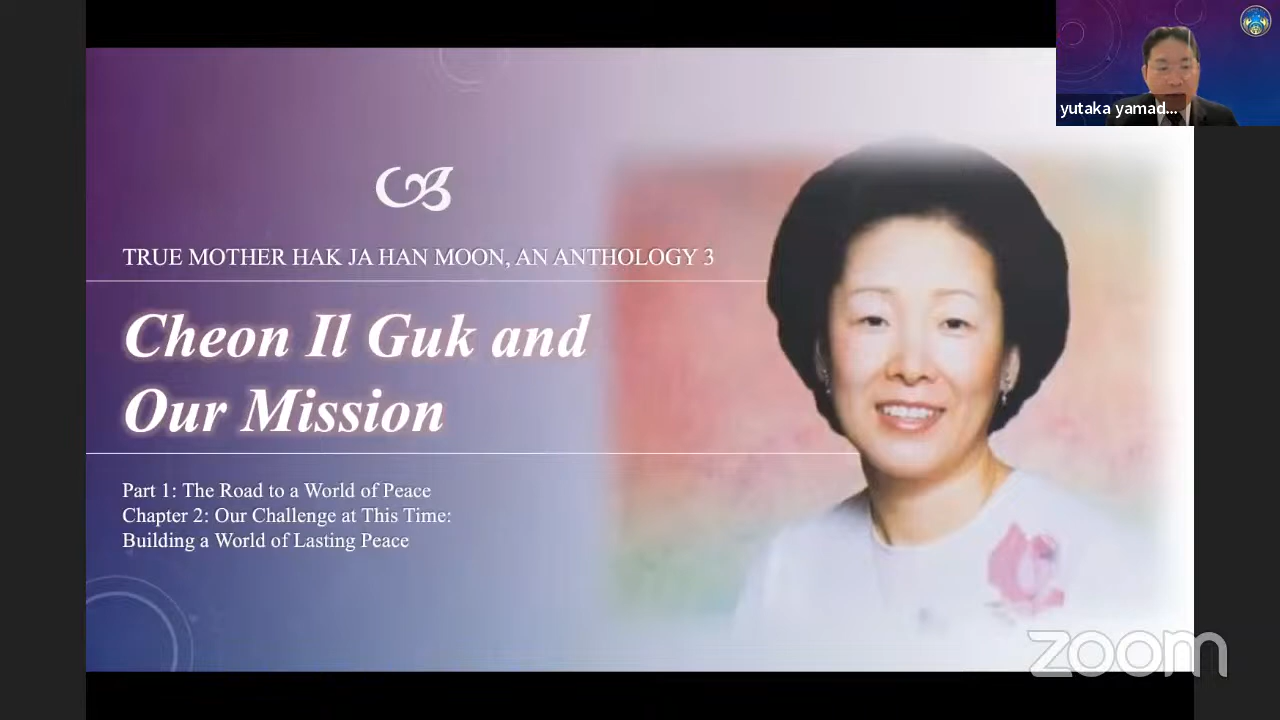 yutaka yamad...
TRUE MOTHER HAK JA HAN MOON, AN ANTHOLOGY 3
Cheon Il Guk and
Our Mission
Part 1: The Road to a World of Peace
Chapter 2: Our Challenge at This Time:
Building a World of Lasting Peace
zoom